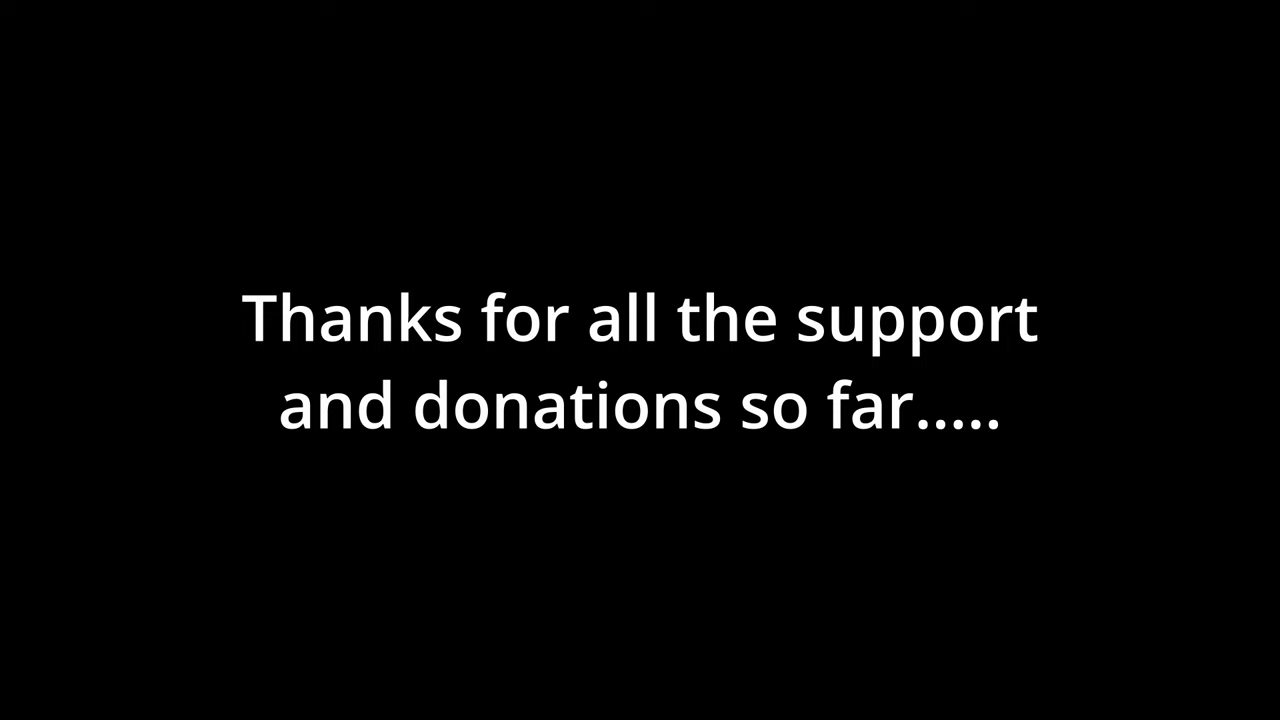 Thanks for all the support
and donations so far.....